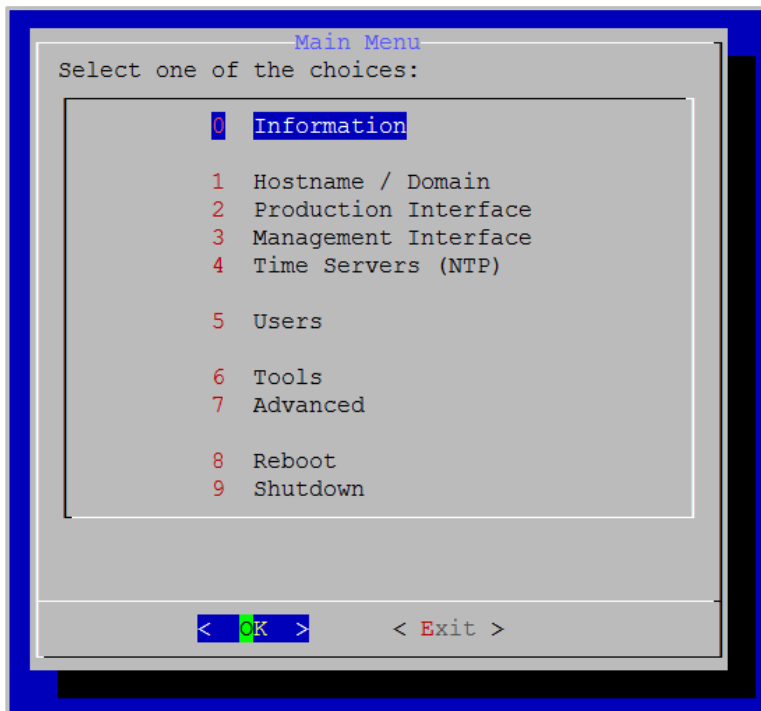 Main Menu
Select one of the choices:
0 Information
1 Hostname / Domain
2 Production Interface
3 Management Interface
4 Time Servers (NTP)
5 Users
6 Tools
7 Advanced
8 Reboot
9 Shutdown
< OK > < Exit >